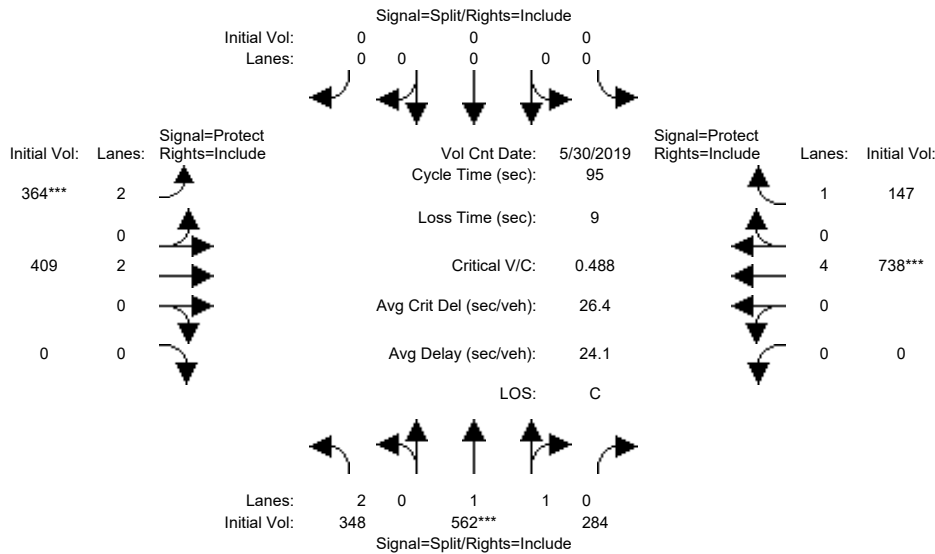 Signal=Split/Rights=Include
Initial Vol: 0 0 0
Lanes: 0 0 0 0 0
Signal=Protect
Initial Vol: Lanes: Rights=Include
Vol Cnt Date: 5/30/2019
Signal=Protect
Rights=Include Lanes: Initial Vol:
Cycle Time (sec): 95
364*** 2
1 147
Loss Time (sec): 9
0
0
409 2
Critical V/C: 0.488
4 738***
0
Avg Crit Del (sec/veh): 26.4
0
0 0
Avg Delay (sec/veh): 24.1
0 0
LOS: C
Lanes: 2 0 1 1 0
Initial Vol: 348 562*** 284
Signal=Split/Rights=Include